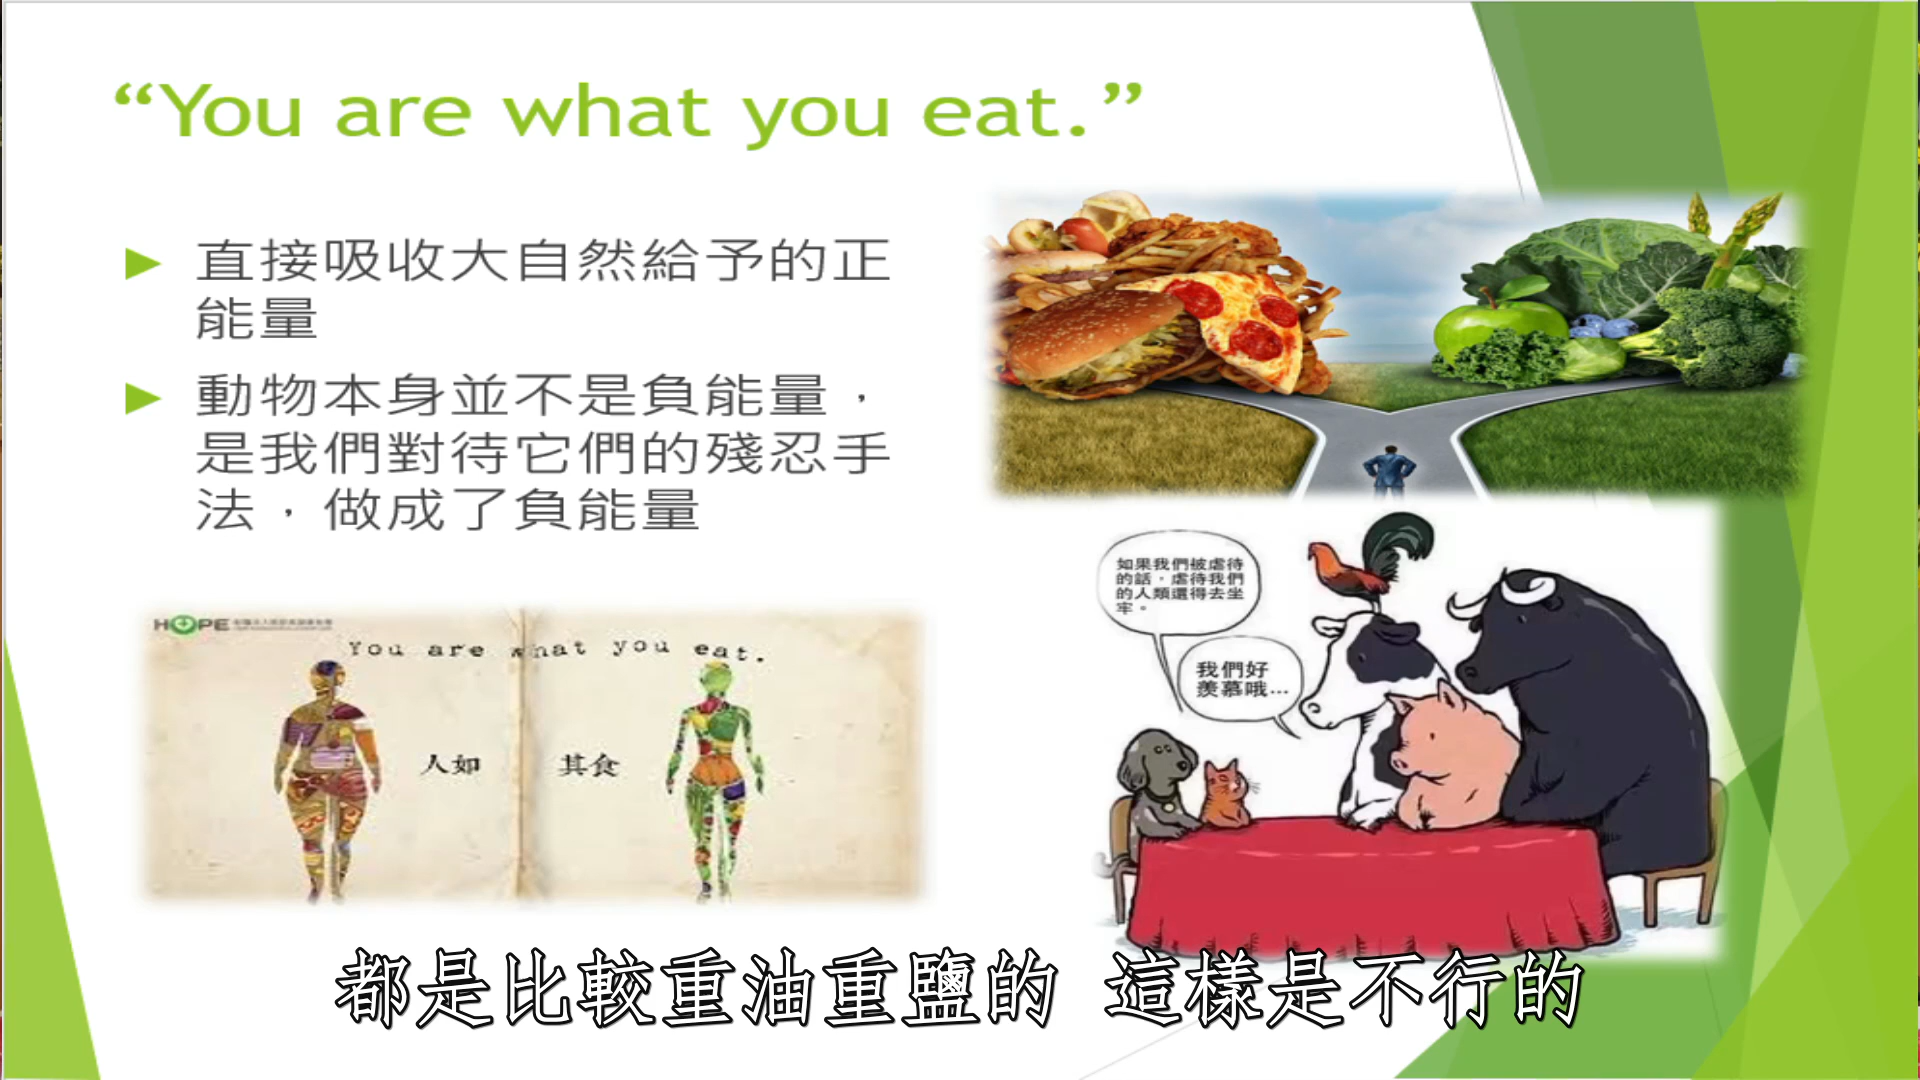 “You are what you eat.”
直接吸收大自然給予的正
能量
動物本身並不是負能量，
是我們對待它們的殘忍手
法，做成了負能量
HOPE
You are what you eat.
人如 其食
如果我們被虐待
的話，虐待我們
的人類還得去坐
牢。
我們好
羨慕哦...
都是比較重油重鹽的 這樣是不行的